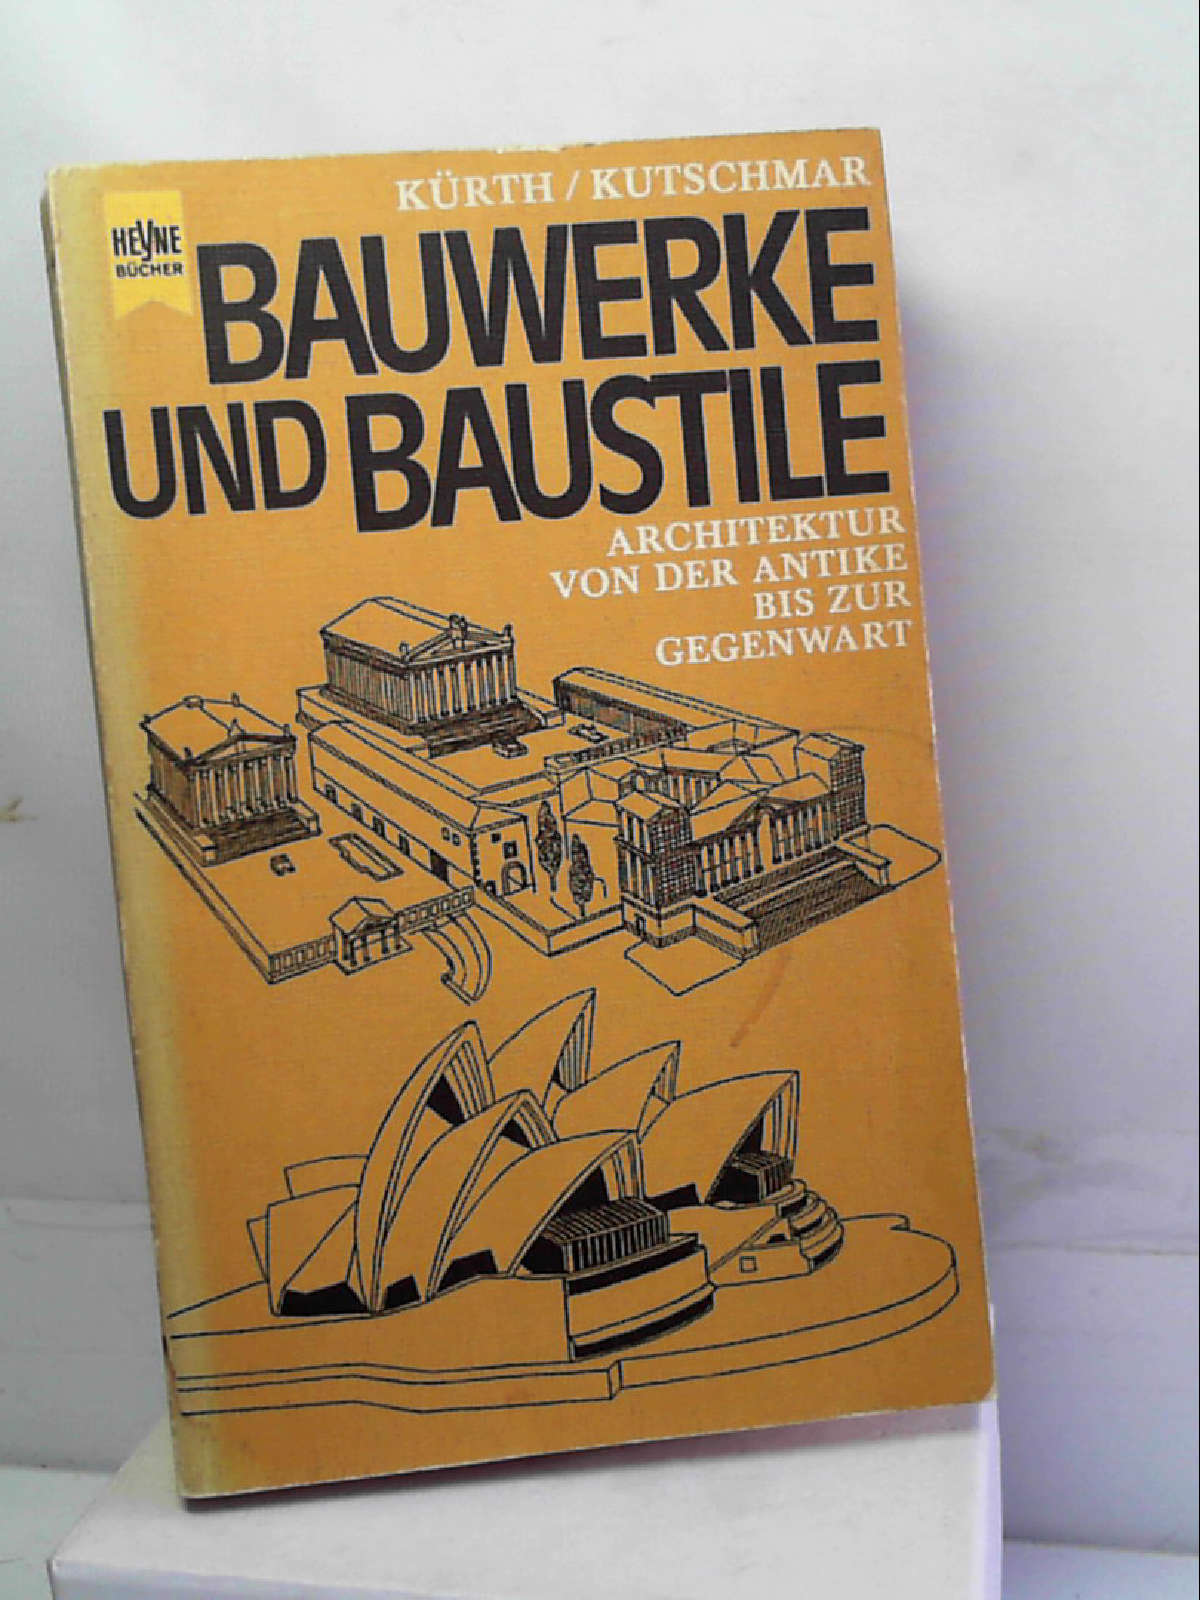 KÜRTH / KUTSCHMAR
HEYNE
BÜCHER
BAUWERKE
UND BAUSTILE
ARCHITEKTUR
VON DER ANTIKE
BIS ZUR
GEGENWART